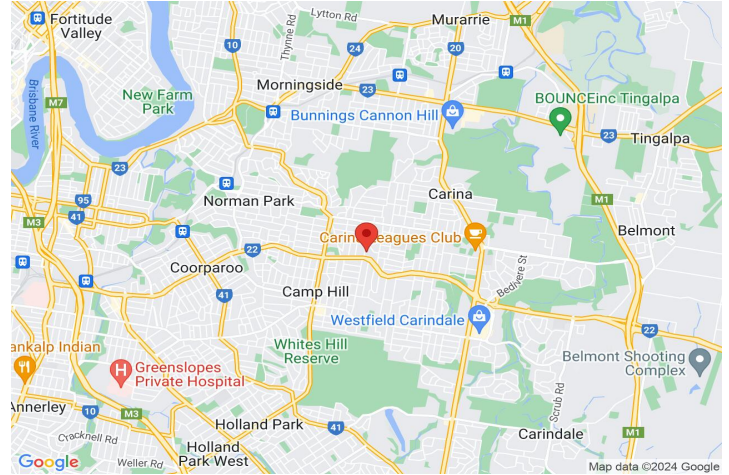 Fortitude
Valley
Lytton Rd
Murarrie
M1
10
Thynne Rd
24
20
Morningside
23
New Farm
Park
M7
Brisbane River
BOUNCEinc Tingalpa
Bunnings Cannon Hill
23
Tingalpa
23
95
Norman Park
Carina
M3
41
22
Carina Leagues Club
Belmont
Coorparoo
Bedivere St
41
Camp Hill
Westfield Carindale
22
Whites Hill
Reserve
ankalp Indian
H
Greenslopes
Private Hospital
Belmont Shooting
Complex
Annerley
10
M3
Holland Park
41
Scrub Rd
Carindale
M1
Cracknell Rd
Holland
Park West
Weller Rd
Google
Map data ©2024 Google